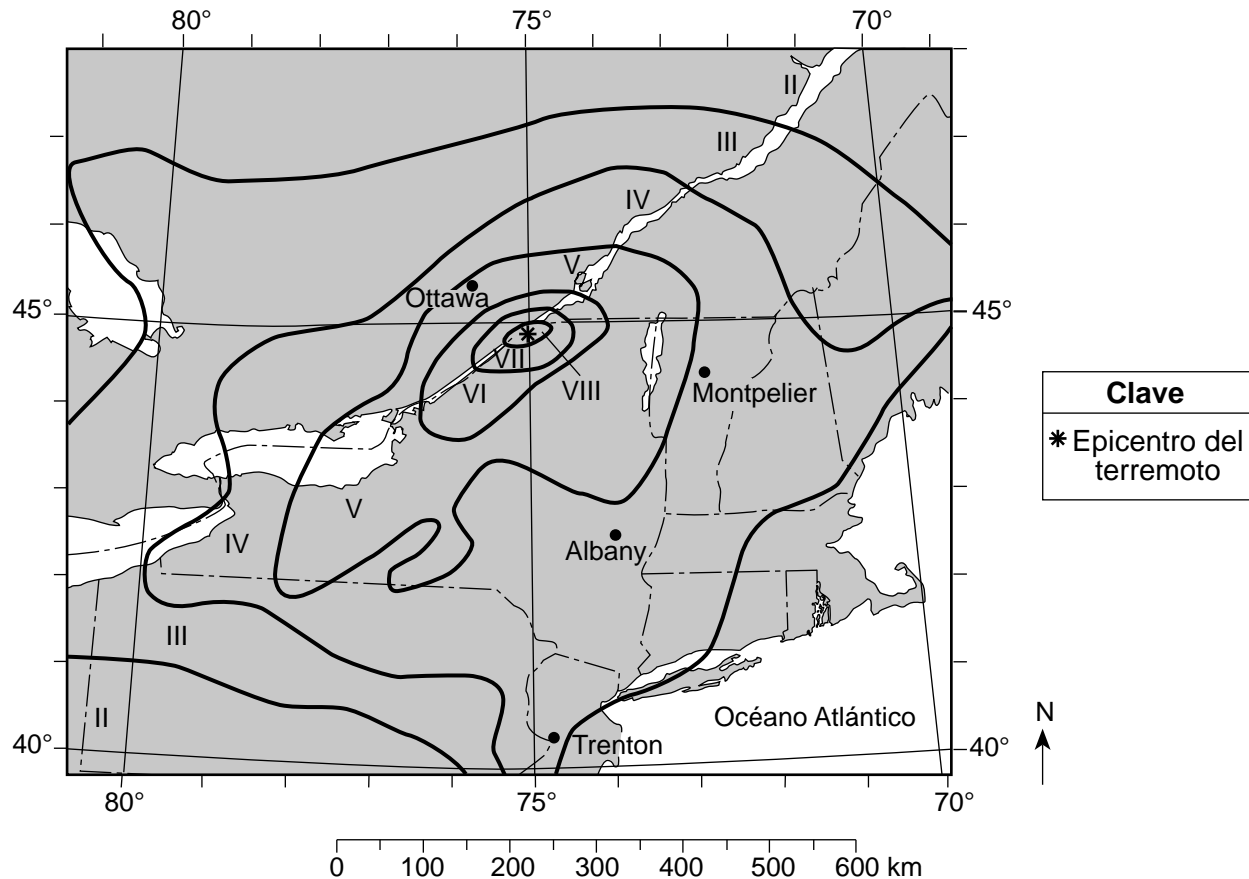 80° 75° 70°
II
III
IV
V
Ottawa
45° 45°
VII
VIII
VI
Montpelier
Clave
Epicentro del
terremoto
V
IV
Albany
III
II
Océano Atlántico
N
Trenton
40° 40°
80° 75° 70°
0 100 200 300 400 500 600 km